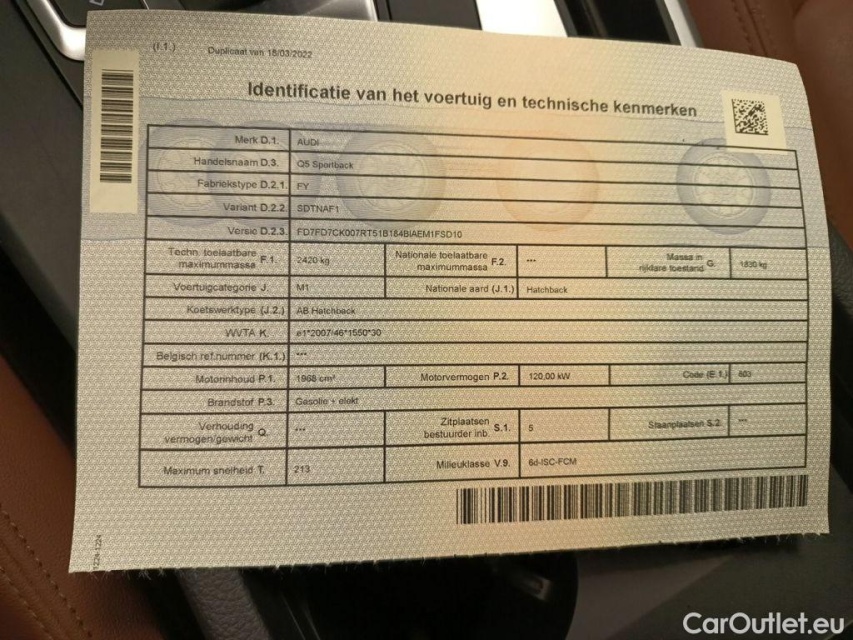 (I.1.) Duplicaat van 18/03/2022
Identificatie van het voertuig en technische kenmerken
Merk D.1. AUDI
Handelsnaam D.3. Q5 Sportback
Fabriekstype D.2.1. FY
Variant D.2.2 SDTNAF1
Versie D.2.3. FD7FD7CK007RT51B184BIAEM1FSD10
Techn. toelaatbare maximummassa F.1. 2420 kg Nationale toelaatbare maximummassa F.2. --- Massa in rijklare toestand G. 1830 kg
Voertuigcategorie J. M1 Nationale aard (J.1.) Hatchback
Koetswerktype (J.2.) AB Hatchback
WVTA K. e1*2007/46*1550*30
Belgisch ref.nummer (K.1.) ---
Motorinhoud P.1. 1968 cm³ Motorvermogen P.2. 120,00 kW Code (E.1.) 803
Brandstof P.3. Gasolie + elekt
Verhouding vermogen/gewicht Q. --- Zitplaatsen bestuurder inb. S.1. 5 Staanplaatsen S.2. ---
Maximum snelheid T. 213 Milieuklasse V.9. 6d-ISC-FCM
1224-1224
CarOutlet.eu